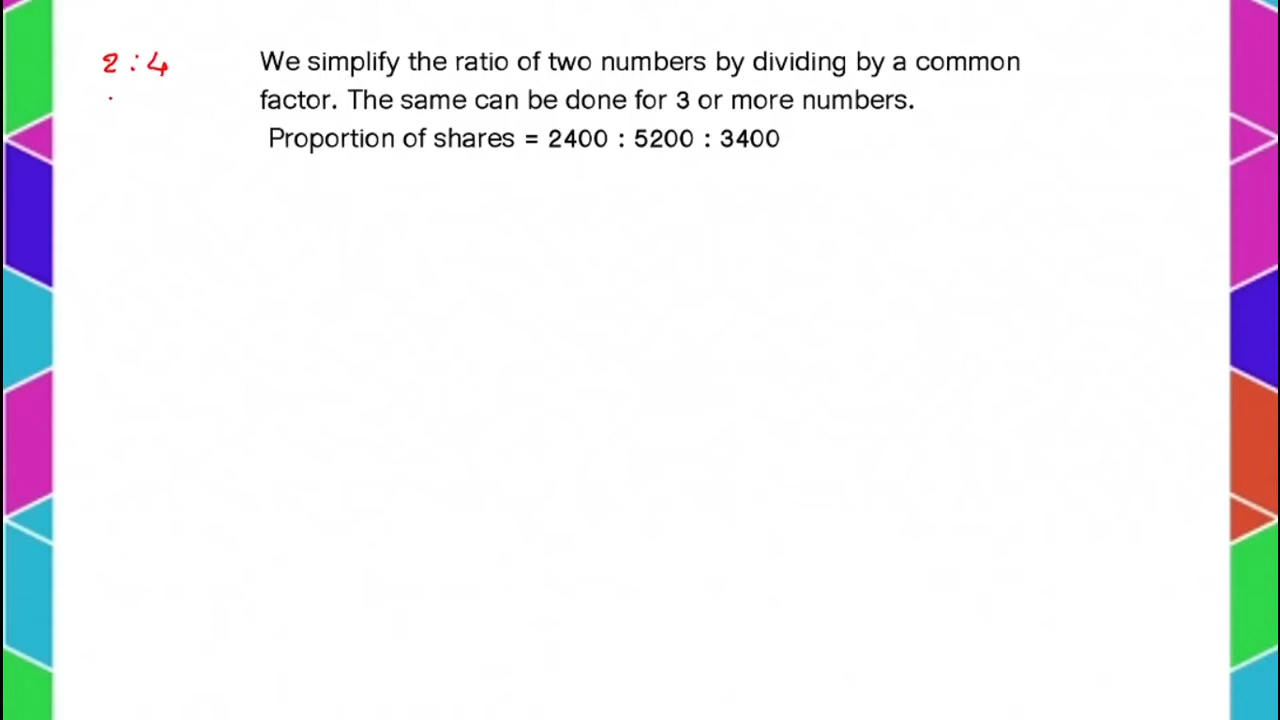 2 : 4
We simplify the ratio of two numbers by dividing by a common
factor. The same can be done for 3 or more numbers.
Proportion of shares = 2400 : 5200 : 3400